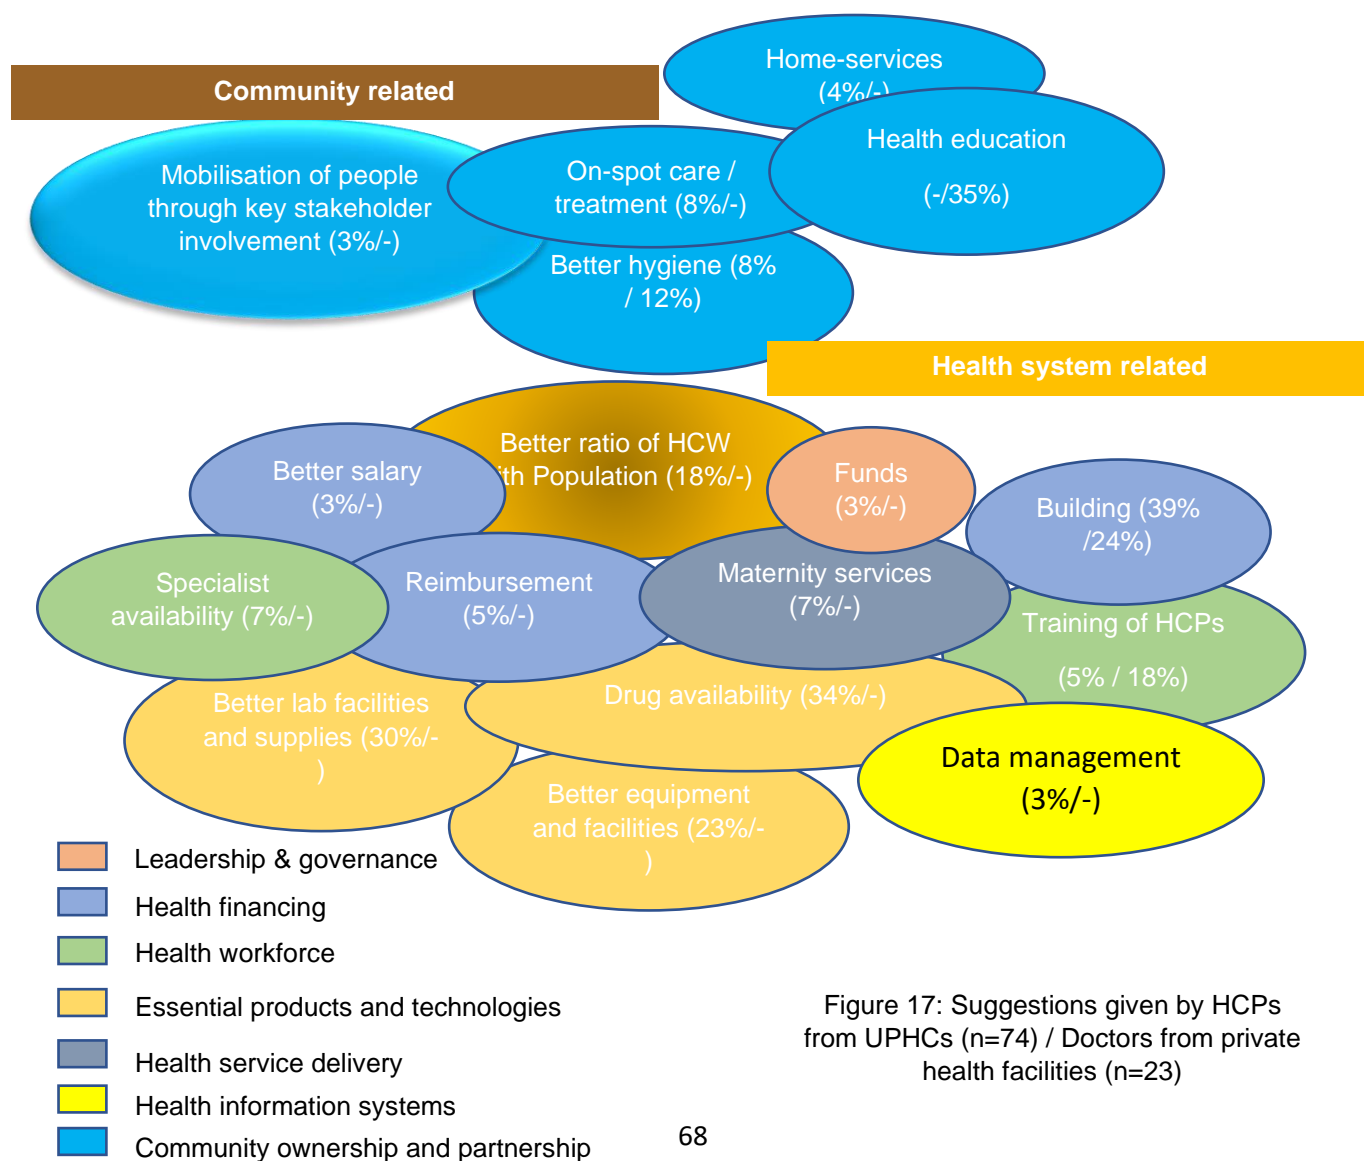 Home-services
(4%/-)
Community related
Health education
(-/35%)
On-spot care /
treatment (8%/-)
Mobilisation of people
through key stakeholder
involvement (3%/-)
Better hygiene (8%
/ 12%)
Health system related
Better ratio of HCW
ith Population (18%/-)
Better salary
(3%/-)
Funds
(3%/-)
Building (39%
/24%)
Specialist
availability (7%/-)
Reimbursement
(5%/-)
Maternity services
(7%/-)
Training of HCPs
(5% / 18%)
Better lab facilities
and supplies (30%/-
)
Drug availability (34%/-)
Data management
(3%/-)
Better equipment
and facilities (23%/-
)
Leadership & governance
Health financing
Health workforce
Essential products and technologies
Health service delivery
Health information systems
Community ownership and partnership
Figure 17: Suggestions given by HCPs
from UPHCs (n=74) / Doctors from private
health facilities (n=23)
68